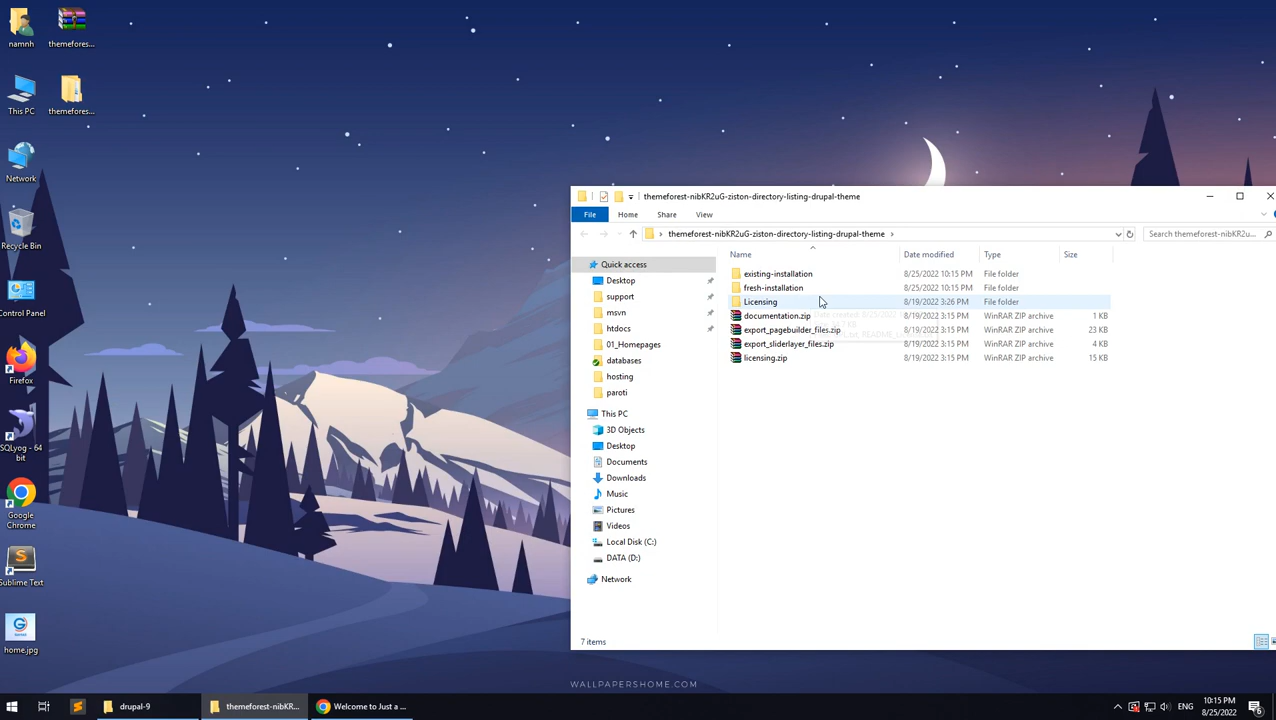 namnh
themefores...
This PC
themefores...
Network
Recycle Bin
Control Panel
Firefox
SQLyog - 64
bit
Google
Chrome
Sublime Text
home.jpg
themeforest-nibKR2uG-ziston-directory-listing-drupal-theme
File
Home
Share
View
themeforest-nibKR2uG-ziston-directory-listing-drupal-theme
Search themeforest-nibKR2u...
Name
Date modified
Type
Size
Quick access
Desktop
support
msvn
htdocs
01_Homepages
databases
hosting
paroti
This PC
3D Objects
Desktop
Documents
Downloads
Music
Pictures
Videos
Local Disk (C:)
DATA (D:)
Network
existing-installation 8/25/2022 10:15 PM File folder
fresh-installation 8/25/2022 10:15 PM File folder
Licensing 8/19/2022 3:26 PM File folder
documentation.zip 8/19/2022 3:26 PM WinRAR ZIP archive 1 KB
export_pagebuilder_files.zip 8/19/2022 3:26 PM WinRAR ZIP archive 23 KB
export_sliderlayer_files.zip 8/19/2022 3:26 PM WinRAR ZIP archive 4 KB
licensing.zip 8/19/2022 3:26 PM WinRAR ZIP archive 15 KB
7 items
WALLPAPERSHOME.COM
drupal-9
themeforest-nibKR...
Welcome to Just a ...
ENG
10:15 PM
8/25/2022
6